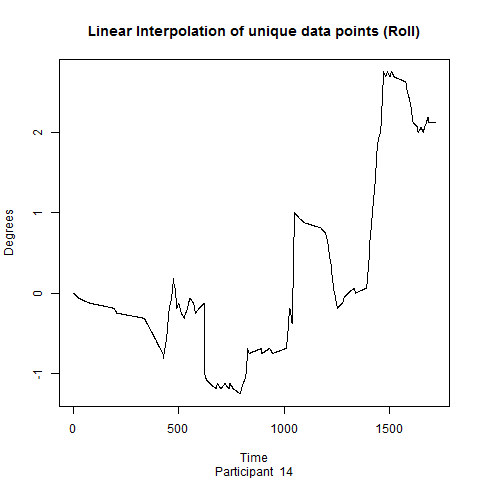 Linear Interpolation of unique data points (Roll)
Degrees
2
1
0
-1
0 500 1000 1500
Time
Participant 14